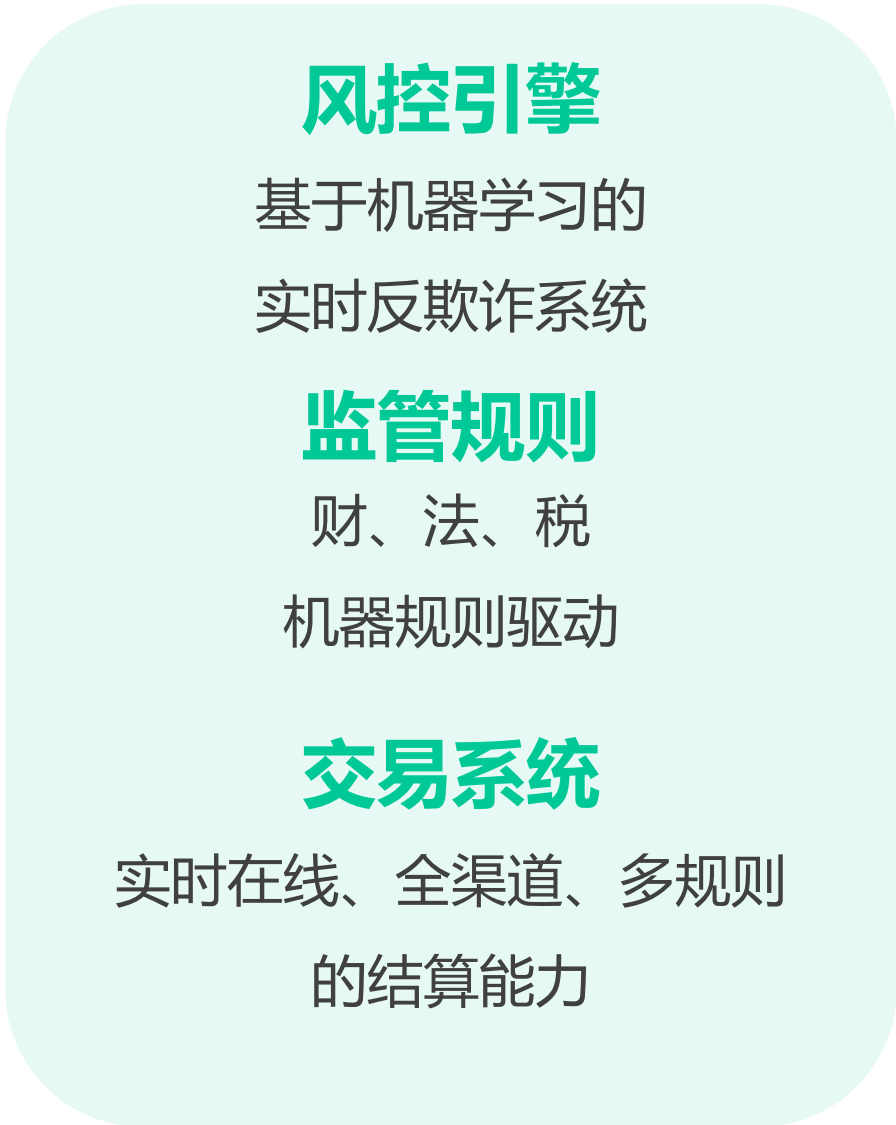 风控引擎
基于机器学习的
实时反欺诈系统
监管规则
财、法、税
机器规则驱动
交易系统
实时在线、全渠道、多规则
的结算能力